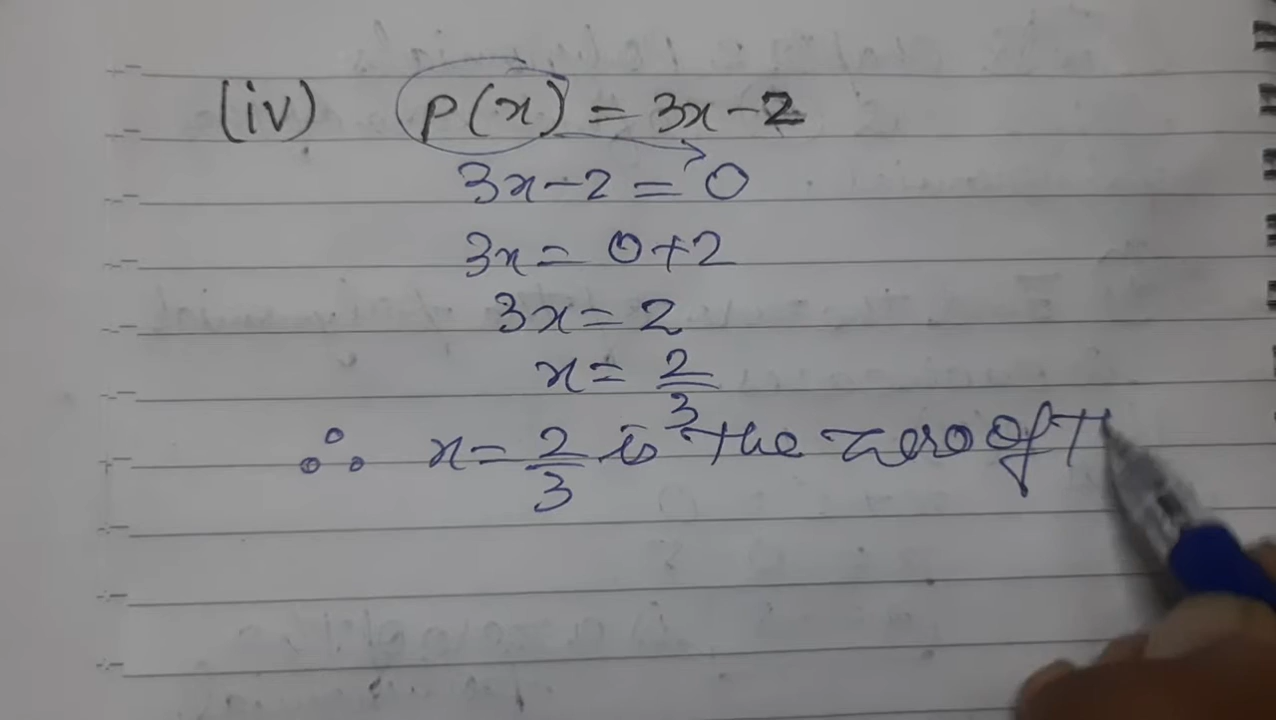 (iv) p(x) = 3x-2
3x-2 = 0
3x = 0+2
3x = 2
x = 2/3
∴ x = 2/3 is the zero of